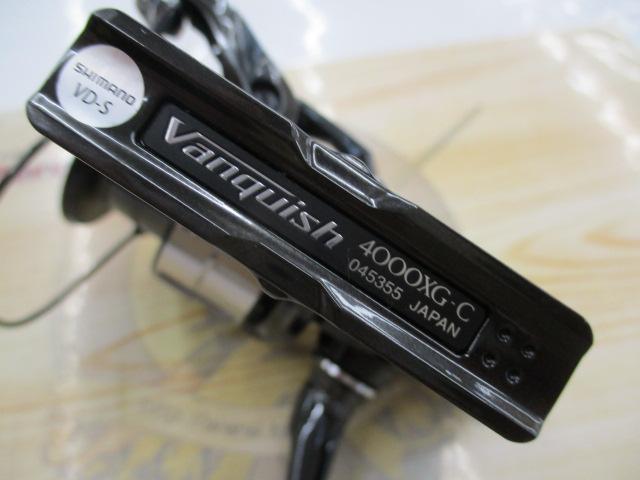 SHIMANO
VD-S
Vanquish
4000XG-C
045355 JAPAN